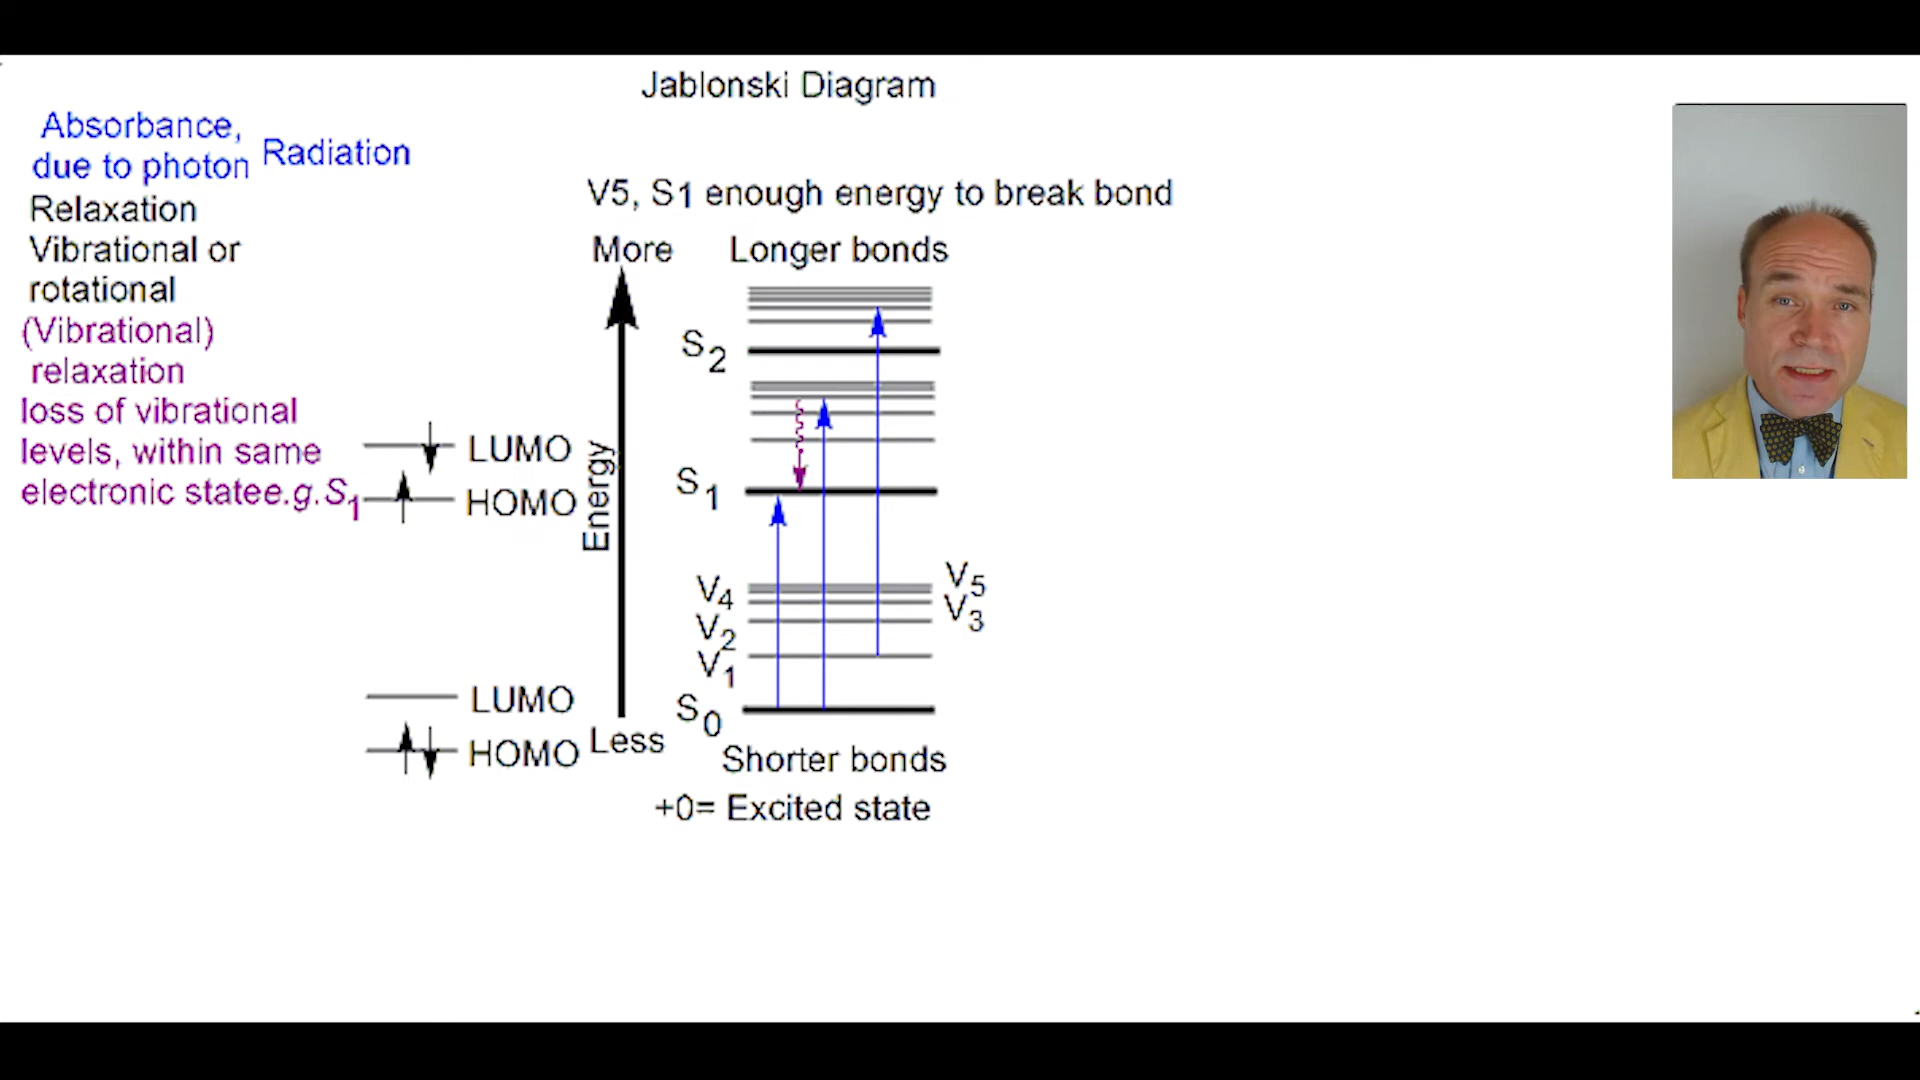 Jablonski Diagram
Absorbance,
due to photon
Radiation
Relaxation
Vibrational or
rotational
(Vibrational)
relaxation
loss of vibrational
levels, within same
electronic statee.g.S1
LUMO
HOMO
LUMO
HOMO
V5, S1 enough energy to break bond
More
Longer bonds
Energy
S2
S1
V4
V5
V3
V2
V1
S0
Less
Shorter bonds
+0= Excited state